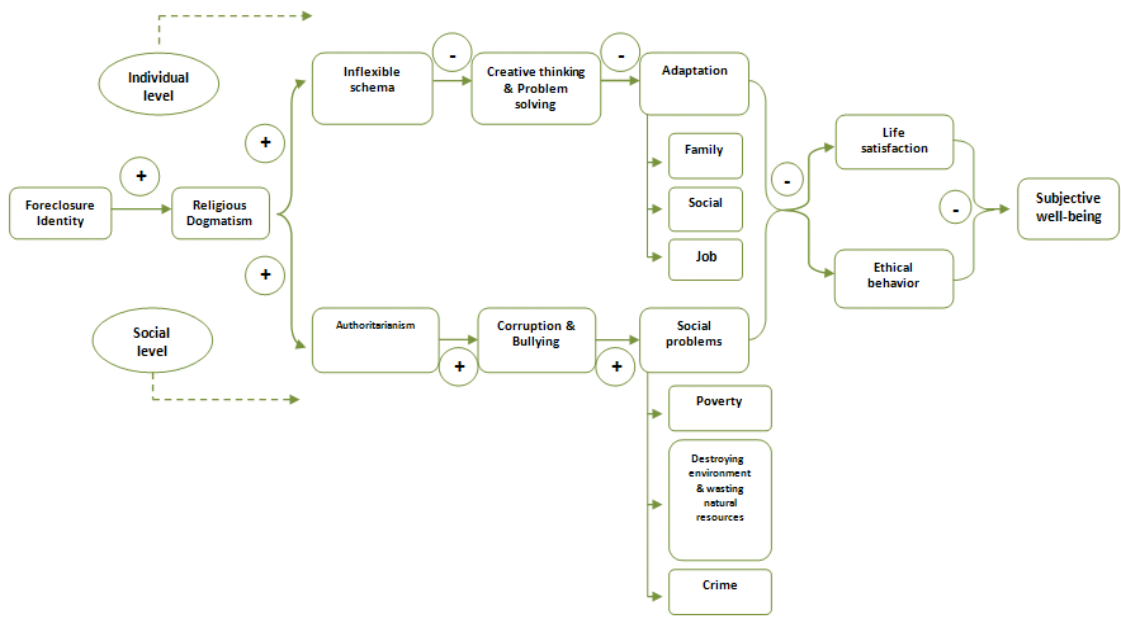 Individual
level
Inflexible
schema
-
Creative thinking
& Problem
solving
-
Adaptation
Family
Social
Job
+
Foreclosure
Identity
+
Religious
Dogmatism
+
Social
level
Authoritarianism
+
Corruption &
Bullying
+
Social
problems
Poverty
Destroying
environment
& wasting
natural
resources
Crime
-
Life
satisfaction
Ethical
behavior
-
Subjective
well-being